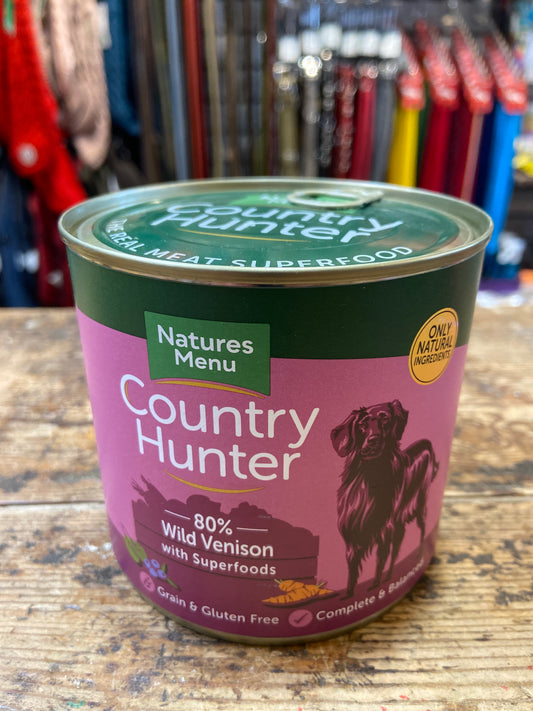 Country
Hunter
THE REAL MEAT SUPERFOOD
Natures
Menu
ONLY
NATURAL
INGREDIENTS
Country
Hunter
80%
Wild Venison
with Superfoods
Grain & Gluten Free
Complete & Balanced